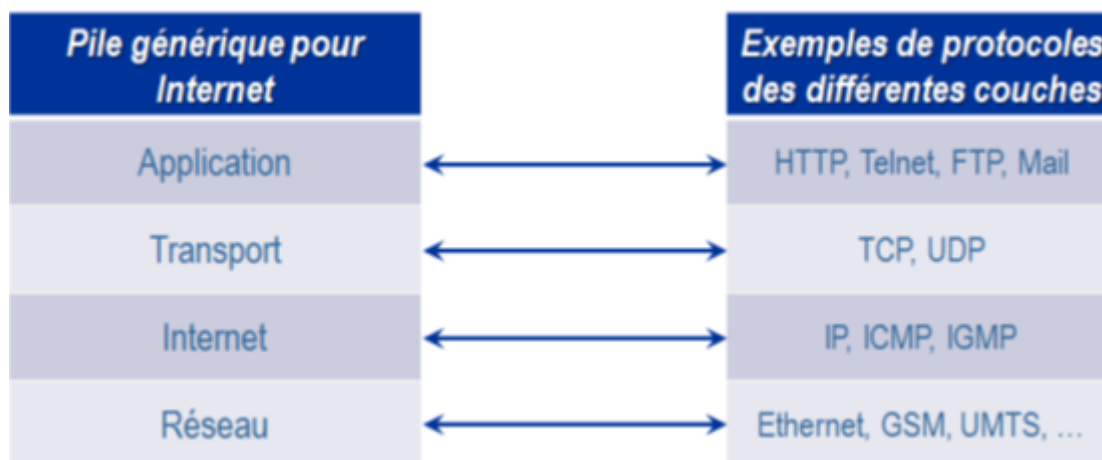 Pile générique pour
Internet
Exemples de protocoles
des différentes couches
Application
HTTP, Telnet, FTP, Mail
Transport
TCP, UDP
Internet
IP, ICMP, IGMP
Réseau
Ethernet, GSM, UMTS, ...